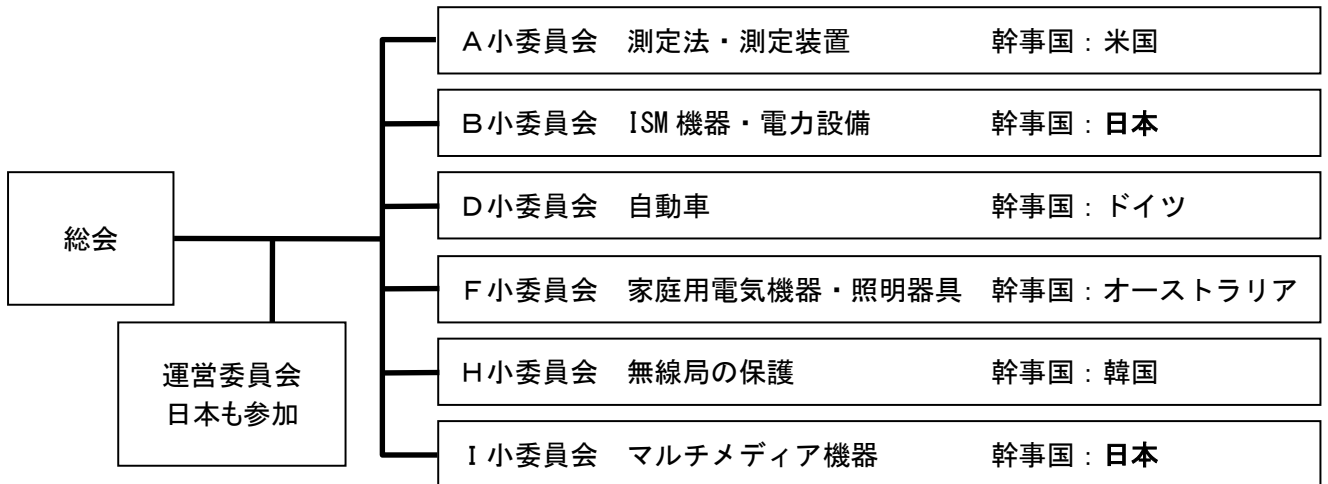 A小委員会 測定法・測定装置 幹事国：米国
B小委員会 ISM 機器・電力設備 幹事国：日本
D小委員会 自動車 幹事国：ドイツ
総会
F小委員会 家庭用電気機器・照明器具 幹事国：オーストラリア
運営委員会
日本も参加
H小委員会 無線局の保護 幹事国：韓国
I小委員会 マルチメディア機器 幹事国：日本